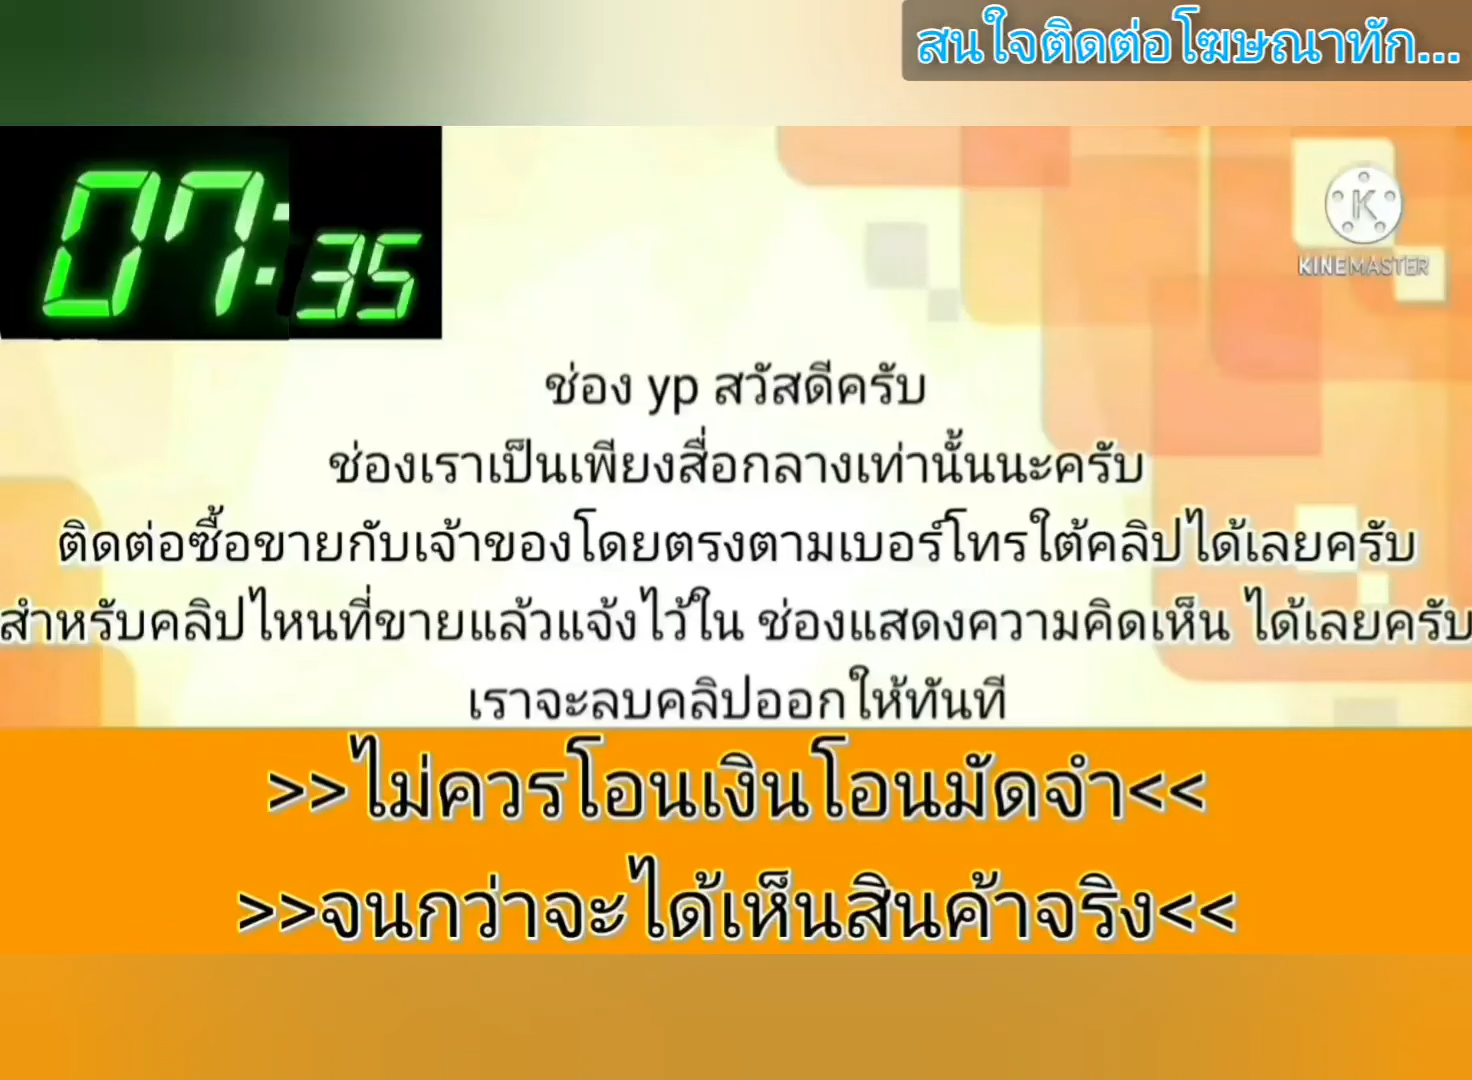 สนใจติดต่อโฆษณาทัก...
07:35
KINEMASTER
ช่อง yp สวัสดีครับ
ช่องเราเป็นเพียงสื่อกลางเท่านั้นนะครับ
ติดต่อซื้อขายกับเจ้าของโดยตรงตามเบอร์โทรใต้คลิปได้เลยครับ
สำหรับคลิปไหนที่ขายแล้วแจ้งไว้ใน ช่องแสดงความคิดเห็น ได้เลยครับ
เราจะลบคลิปออกให้ทันที
>>ไม่ควรโอนเงินโอนมัดจำ<<
>>จนกว่าจะได้เห็นสินค้าจริง<<